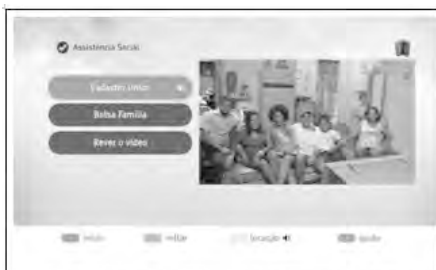 Assistência Social
Cadastro Único
Bolsa Família
Rever o vídeo
início
voltar
locução
ajuda